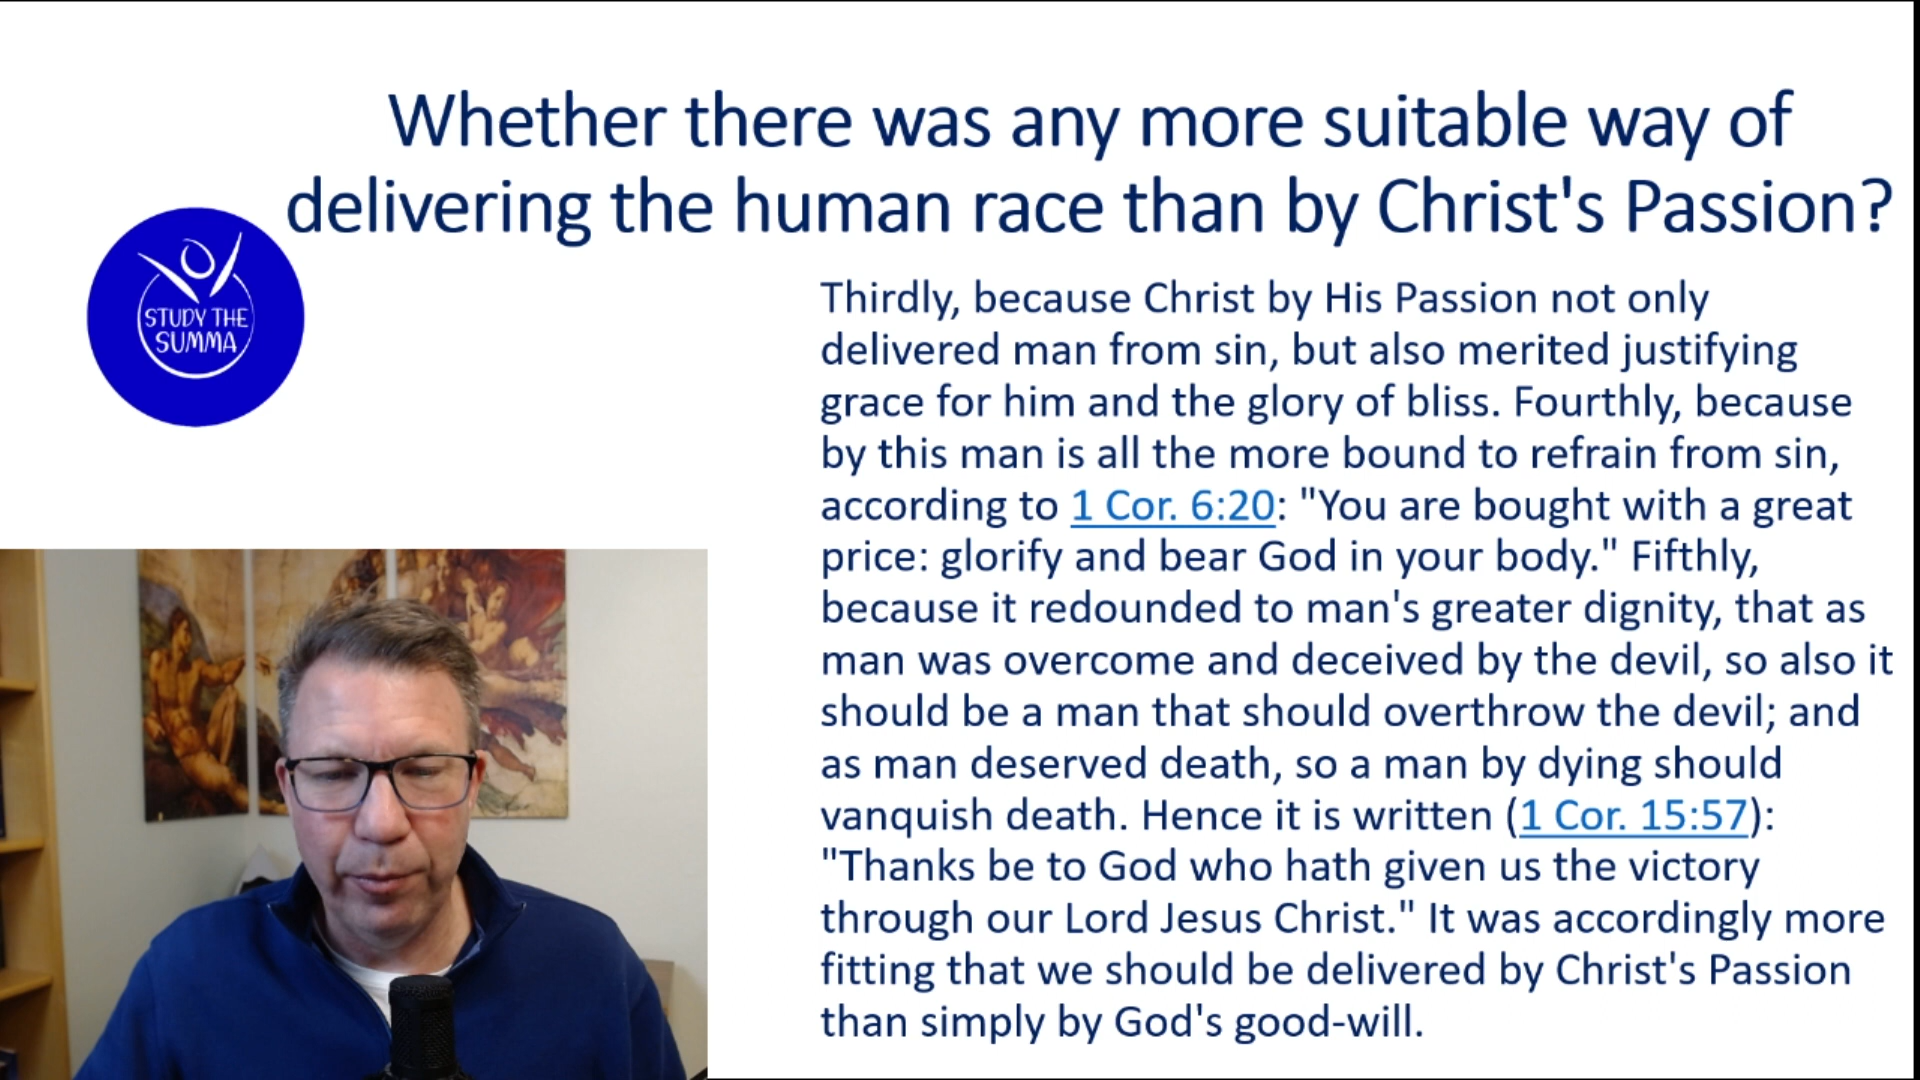 Whether there was any more suitable way of
delivering the human race than by Christ's Passion?
STUDY THE
SUMMA
Thirdly, because Christ by His Passion not only
delivered man from sin, but also merited justifying
grace for him and the glory of bliss. Fourthly, because
by this man is all the more bound to refrain from sin,
according to 1 Cor. 6:20: "You are bought with a great
price: glorify and bear God in your body." Fifthly,
because it redounded to man's greater dignity, that as
man was overcome and deceived by the devil, so also it
should be a man that should overthrow the devil; and
as man deserved death, so a man by dying should
vanquish death. Hence it is written (1 Cor. 15:57):
"Thanks be to God who hath given us the victory
through our Lord Jesus Christ." It was accordingly more
fitting that we should be delivered by Christ's Passion
than simply by God's good-will.